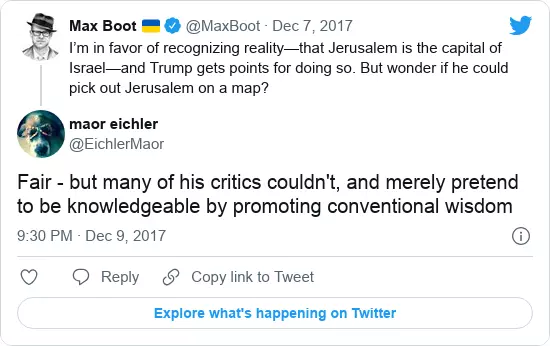 Max Boot 🇺🇦 @MaxBoot · Dec 7, 2017
I'm in favor of recognizing reality—that Jerusalem is the capital of
Israel—and Trump gets points for doing so. But wonder if he could
pick out Jerusalem on a map?
maor eichler
@EichlerMaor
Fair - but many of his critics couldn't, and merely pretend
to be knowledgeable by promoting conventional wisdom
9:30 PM · Dec 9, 2017
Reply
Copy link to Tweet
Explore what's happening on Twitter